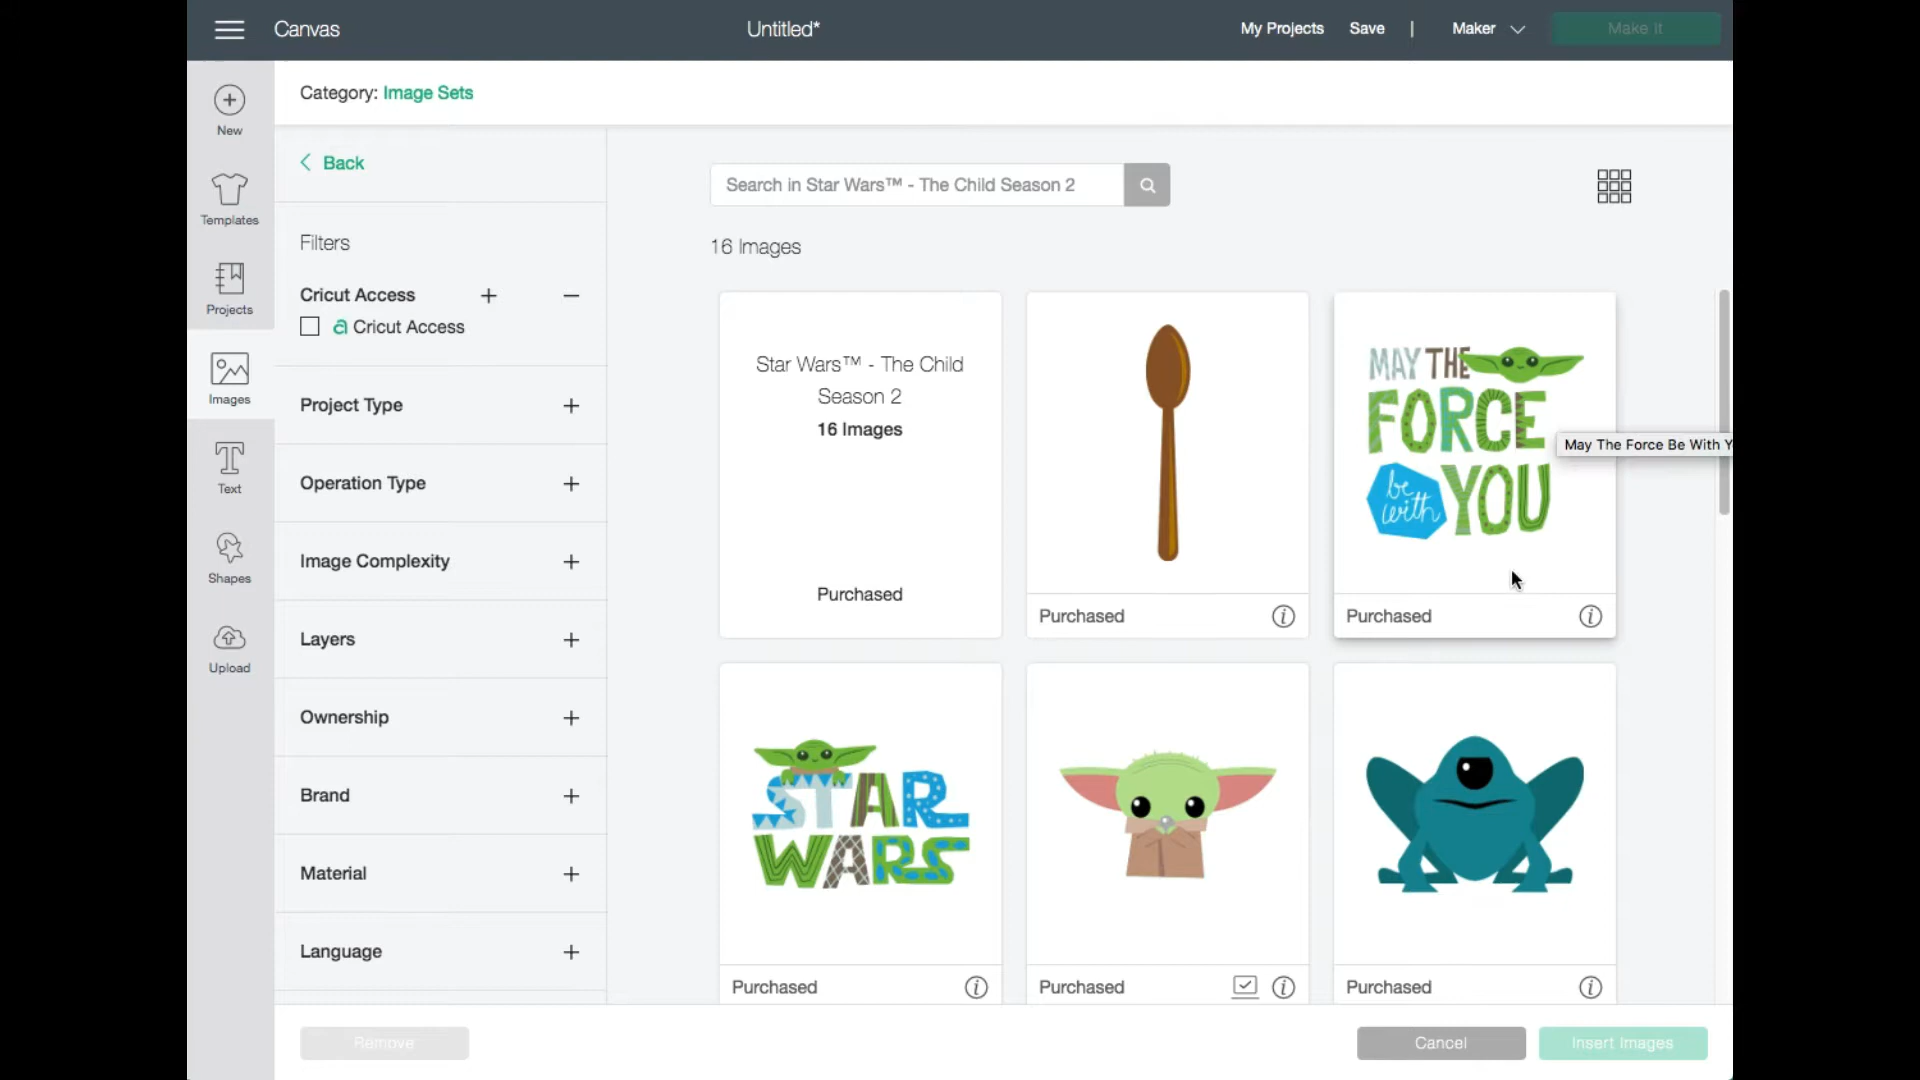 Canvas
Untitled*
My Projects
Save
|
Maker
Make It
Category: Image Sets
New
Templates
Projects
Images
Text
Shapes
Upload
Back
Filters
Cricut Access
Cricut Access
Project Type
Operation Type
Image Complexity
Layers
Ownership
Brand
Material
Language
Search in Star Wars™ - The Child Season 2
16 Images
Star Wars™ - The Child
Season 2
16 Images
Purchased
Purchased
MAY THE
FORCE
be
with
YOU
May The Force Be With Y
Purchased
STAR
WARS
Purchased
Purchased
Purchased
Remove
Cancel
Insert Images